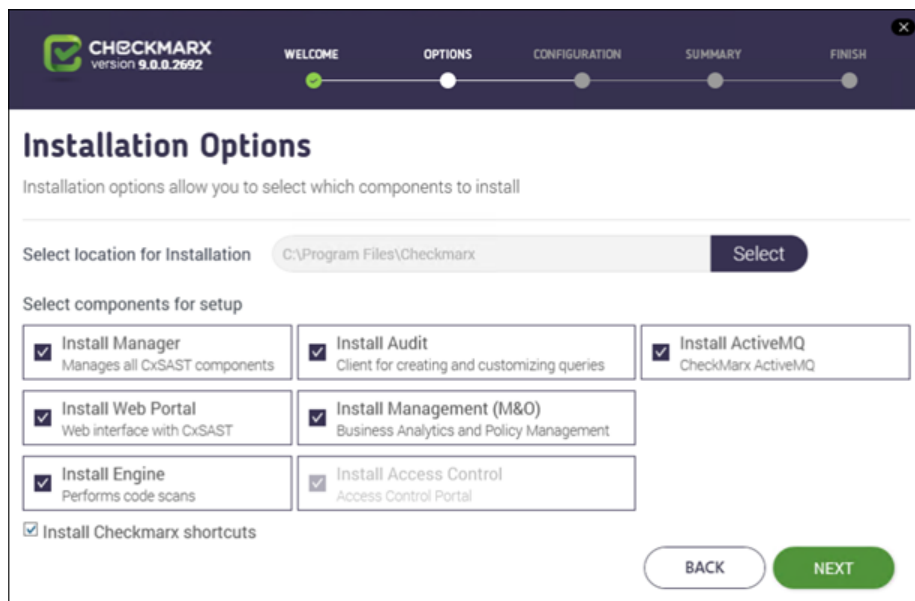 CHECKMARX
version 9.0.0.2692
WELCOME
OPTIONS
CONFIGURATION
SUMMARY
FINISH
Installation Options
Installation options allow you to select which components to install
Select location for Installation
C:\Program Files\Checkmarx
Select
Select components for setup
Install Manager
Manages all CxSAST components
Install Audit
Client for creating and customizing queries
Install ActiveMQ
CheckMarx ActiveMQ
Install Web Portal
Web interface with CxSAST
Install Management (M&O)
Business Analytics and Policy Management
Install Engine
Performs code scans
Install Access Control
Access Control Portal
Install Checkmarx shortcuts
BACK
NEXT